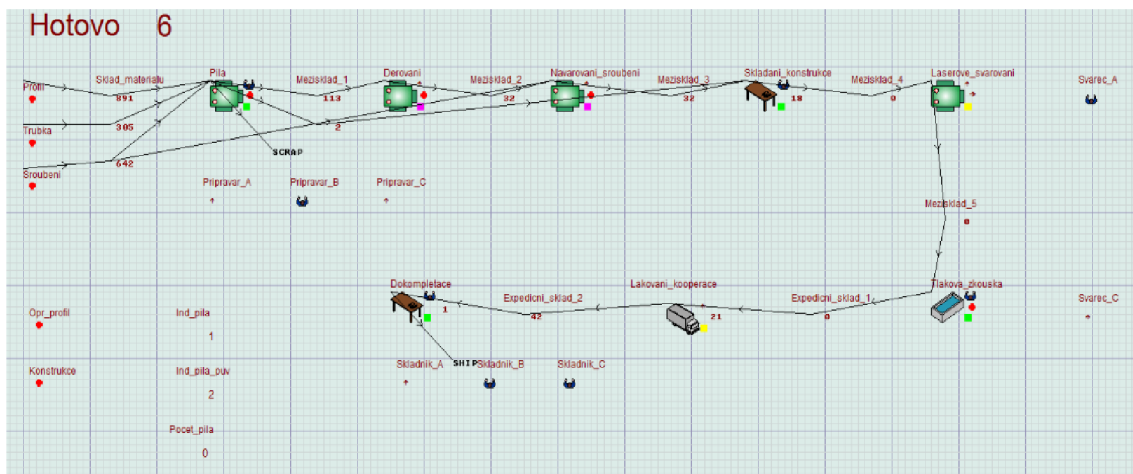 Hotovo 6
Pila Derovani Navarovani_sroubeni Skladani_konstrukce Laserove_svarovani
Sklad_materialu Mezisklad_1 Mezisklad_2 Mezisklad_3 Mezisklad_4 Svarec_A
Profil
891 113 32 32 18 0
Trubka
305 2
SCRAP
Sroubeni
642
Pripravar_A Pripravar_B Pripravar_C
Mezisklad_5
0
Dokompletace Lakovani_kooperace Tlakova_zkouska
Expedicni_sklad_2 Expedicni_sklad_1 Svarec_C
Opr_profil Ind_pila
1 42 21 0
1
SHIP
Skladnik_A Skladnik_B Skladnik_C
Konstrukce Ind_pila_puv
2
Pocet_pila
0